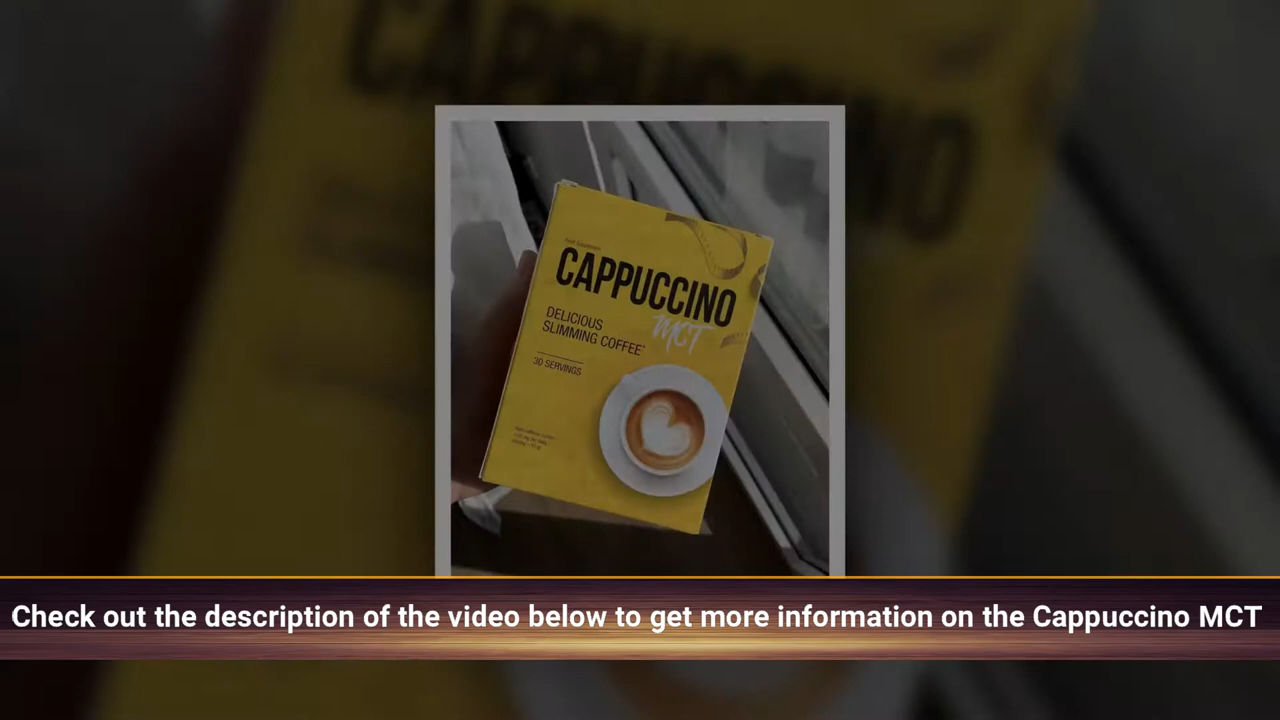 CAPPUCCINO
MCT
DELICIOUS
SLIMMING COFFEE*
30 SERVINGS
Check out the description of the video below to get more information on the Cappuccino MCT